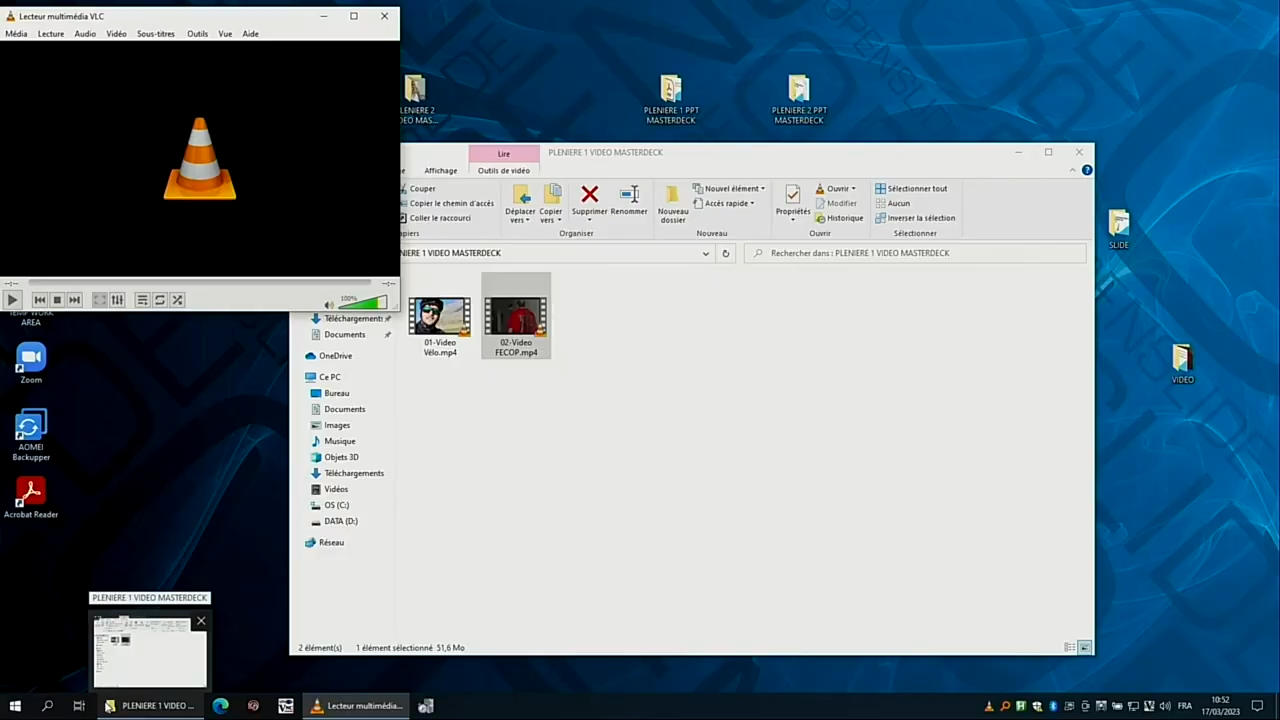 Lecteur multimédia VLC
Média Lecture Audio Vidéo Sous-titres Outils Vue Aide
--:-- --:--
100%
PLENIERE 1 PPT
MASTERDECK
PLENIERE 2 PPT
MASTERDECK
SLIDE
VIDEO
Lire
PLENIERE 1 VIDEO MASTERDECK
Affichage
Outils de vidéo
Couper
Copier le chemin d'accès
Coller le raccourci
Déplacer
vers
Copier
vers
Supprimer
Renommer
Organiser
Nouveau
dossier
Nouvel élément
Accès rapide
Nouveau
Propriétés
Ouvrir
Modifier
Historique
Ouvrir
Sélectionner tout
Aucun
Inverser la sélection
Sélectionner
NIERE 1 VIDEO MASTERDECK
Rechercher dans : PLENIERE 1 VIDEO MASTERDECK
Téléchargements
Documents
OneDrive
Ce PC
Bureau
Documents
Images
Musique
Objets 3D
Téléchargements
Vidéos
OS (C:)
DATA (D:)
Réseau
01-Video
Vélo.mp4
02-Video
FECOP.mp4
2 élément(s) 1 élément sélectionné 51,6 Mo
AREA
Zoom
AOMEI
Backupper
Acrobat Reader
PLENIERE 1 VIDEO MASTERDECK
PLENIERE 1 VIDEO ...
Lecteur multimédia...
FRA
10:52
17/03/2023